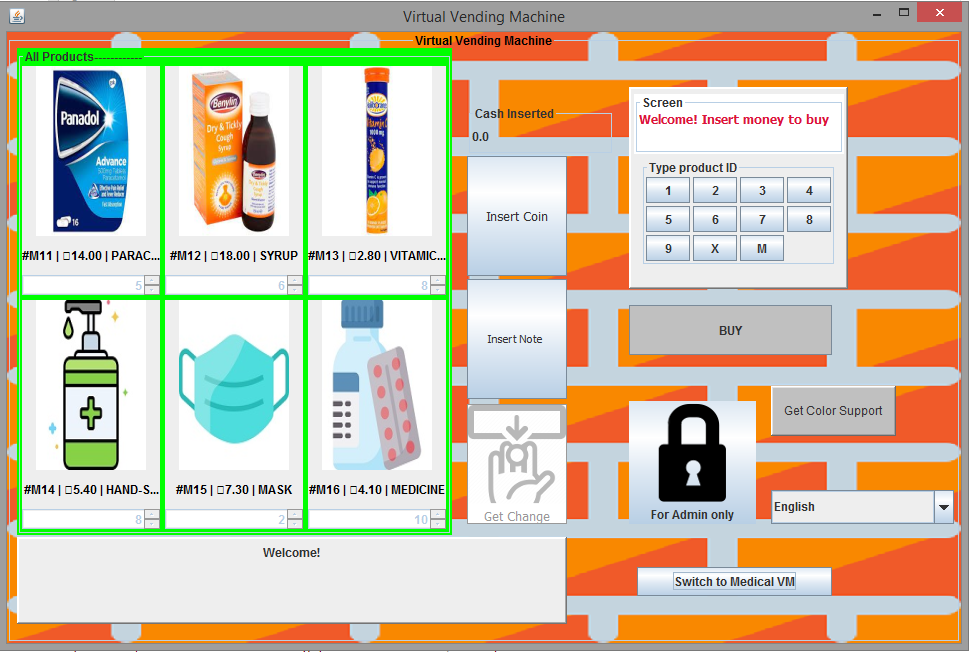 Virtual Vending Machine
Virtual Vending Machine
All Products------------
Panadol
Advance
16
#M11 | □14.00 | PARAC...
5
Benylin
Dry & Tickly
Cough
Syrup
#M12 | □18.00 | SYRUP
6
1000 mg
#M13 | □2.80 | VITAMIC...
8
#M14 | □5.40 | HAND-S...
8
#M15 | □7.30 | MASK
2
#M16 | □4.10 | MEDICINE
10
Welcome!
Cash Inserted
0.0
Insert Coin
Insert Note
Get Change
Screen
Welcome! Insert money to buy
Type product ID
1 2 3 4
5 6 7 8
9 X M
BUY
For Admin only
Get Color Support
English
Switch to Medical VM